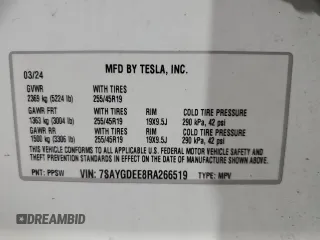 03/24
MFD BY TESLA, INC.
GVWR WITH TIRES
2369 kg (5224 lb) 255/45R19
GAWR FRT WITH TIRES RIM COLD TIRE PRESSURE
1363 kg (3004 lb) 255/45R19 19X9.5J 290 kPa, 42 psi
GAWR RR WITH TIRES RIM COLD TIRE PRESSURE
1500 kg (3306 lb) 255/45R19 19X9.5J 290 kPa, 42 psi
THIS VEHICLE CONFORMS TO ALL APPLICABLE U.S. FEDERAL MOTOR
VEHICLE SAFETY, BUMPER, AND THEFT PREVENTION STANDARDS IN EFFECT
ON THE DATE OF MANUFACTURE SHOWN ABOVE.
PNT: PPSW VIN: 7SAYGDEE8RA266519 TYPE: MPV
DREAMBID